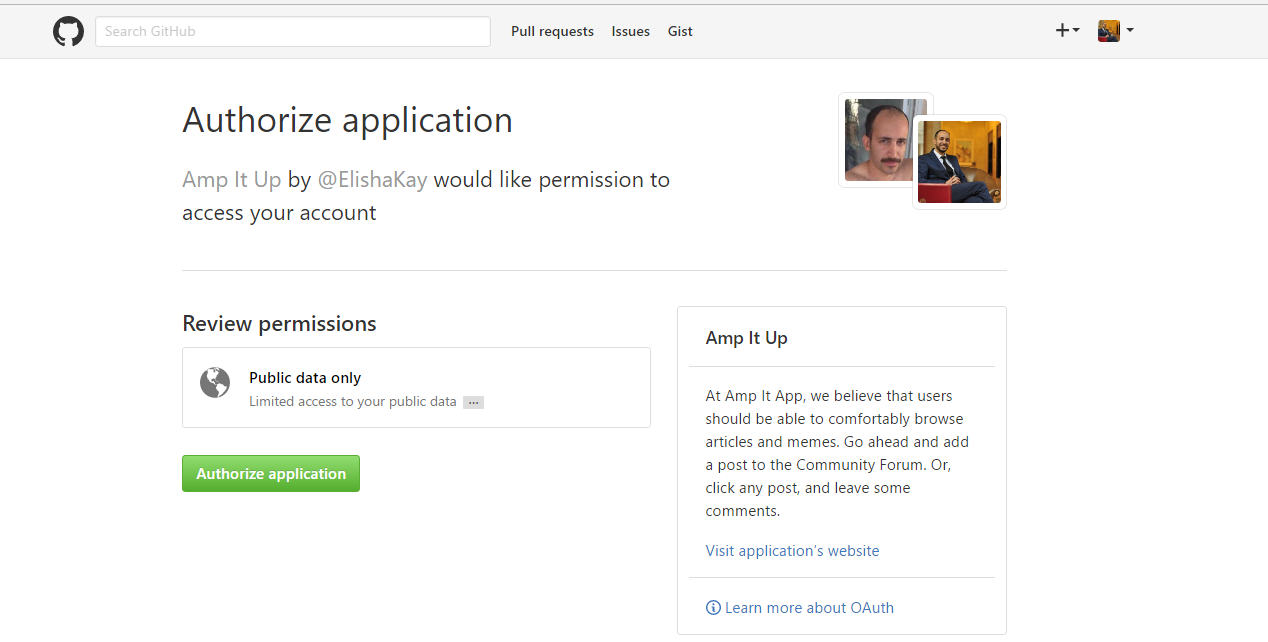 Search GitHub
Pull requests
Issues
Gist
Authorize application
Amp It Up by @ElishaKay would like permission to
access your account
Review permissions
Public data only
Limited access to your public data ...
Authorize application
Amp It Up
At Amp It App, we believe that users
should be able to comfortably browse
articles and memes. Go ahead and add
a post to the Community Forum. Or,
click any post, and leave some
comments.
Visit application's website
Learn more about OAuth